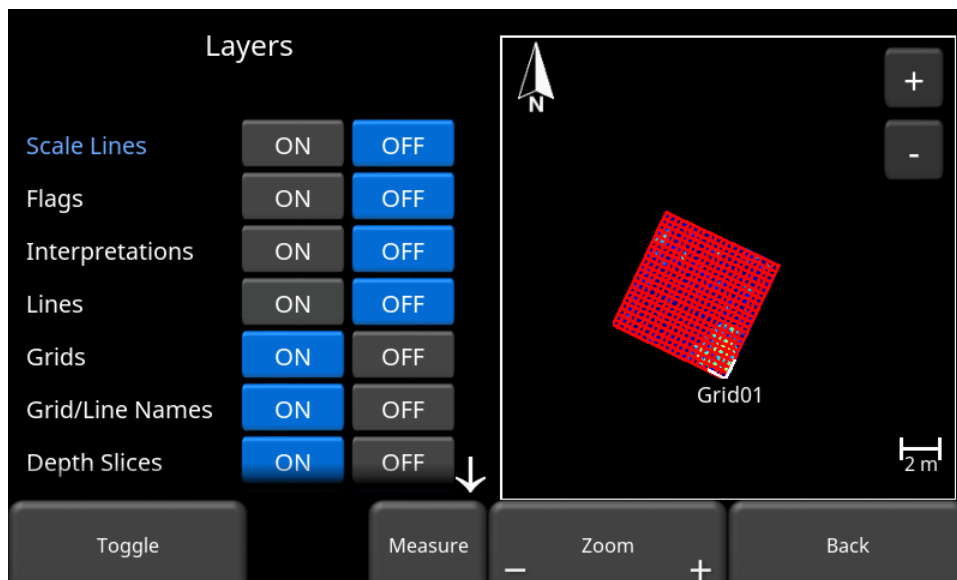 Layers
Scale Lines ON OFF
Flags ON OFF
Interpretations ON OFF
Lines ON OFF
Grids ON OFF
Grid/Line Names ON OFF
Depth Slices ON OFF
N
+
-
Grid01
2 m
Toggle
Measure
Zoom
− +
Back